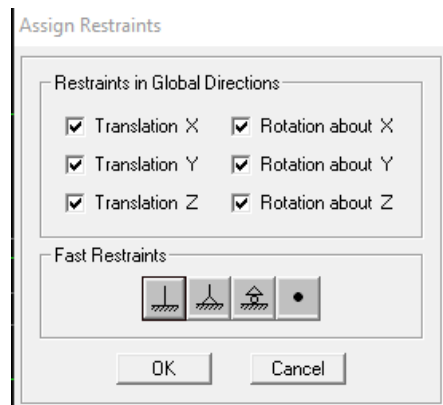 Assign Restraints
Restraints in Global Directions
Translation X Rotation about X
Translation Y Rotation about Y
Translation Z Rotation about Z
Fast Restraints
OK Cancel